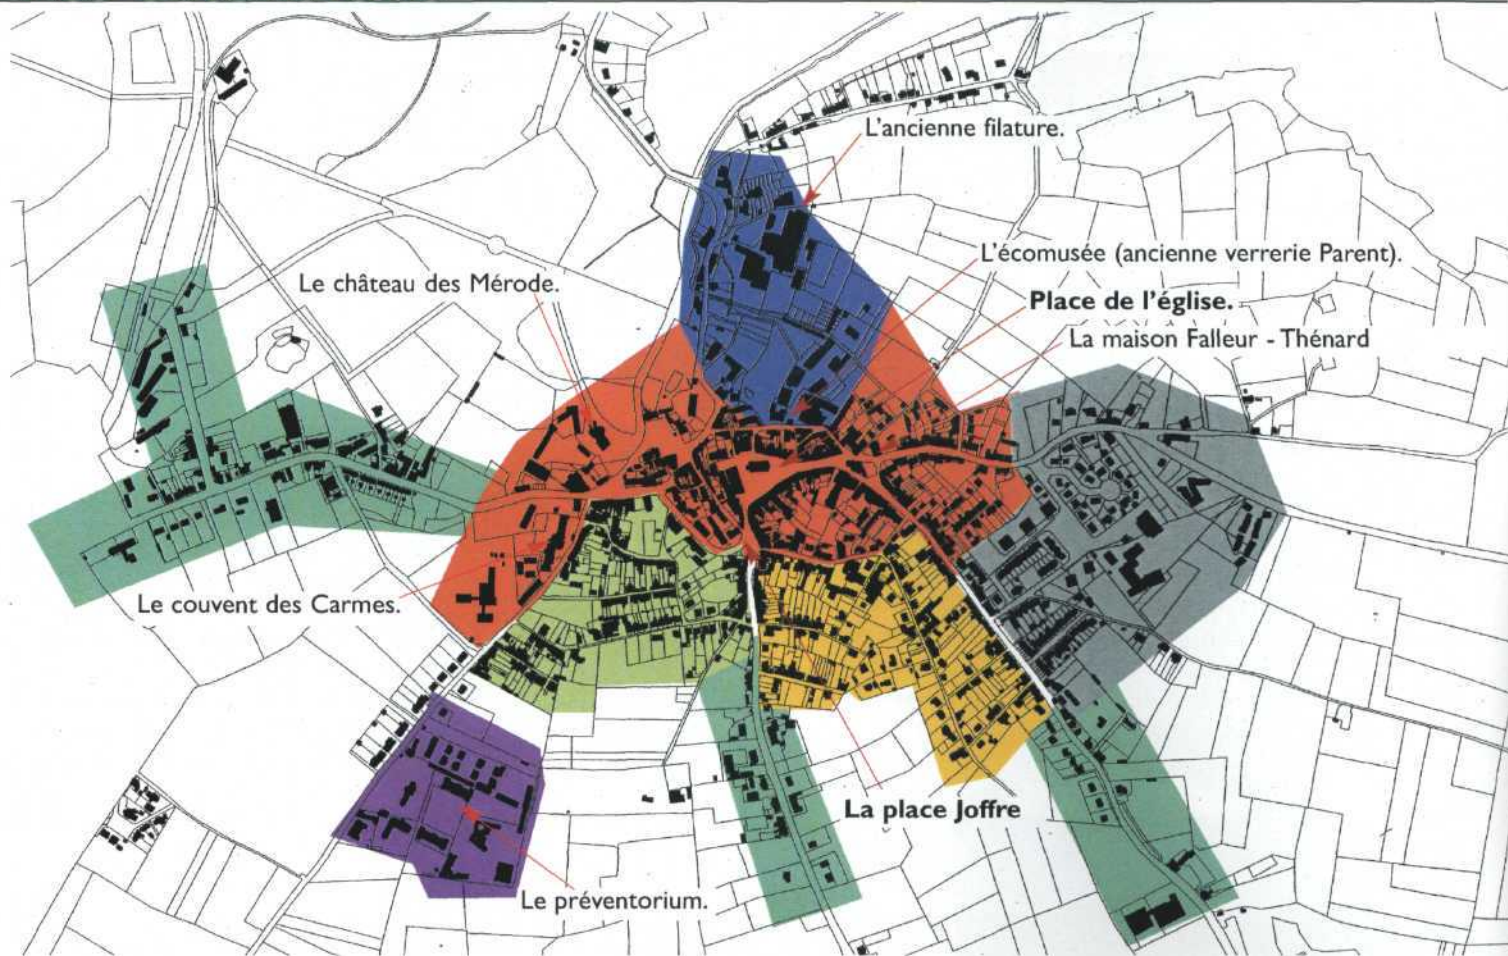 L'ancienne filature.
L'écomusée (ancienne verrerie Parent).
Le château des Mérode.
Place de l'église.
La maison Falleur - Thénard
Le couvent des Carmes.
La place Joffre
Le préventorium.